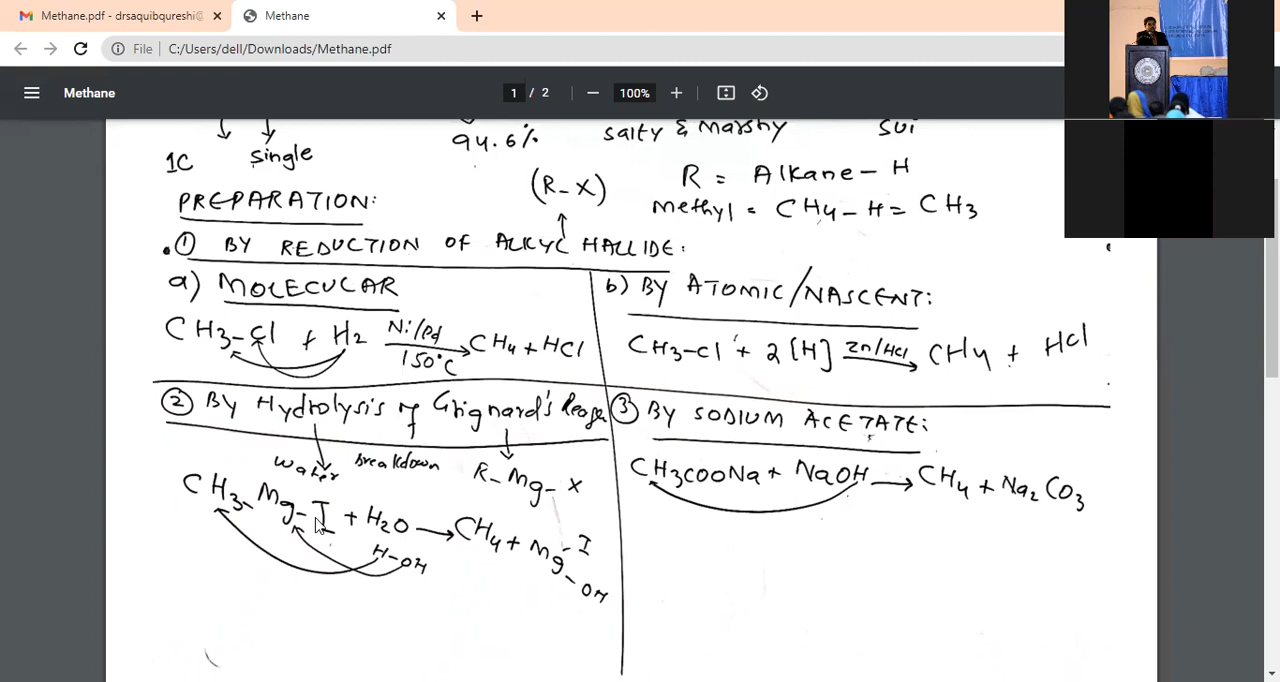 Methane.pdf - drsaquibqureshi@
Methane
File C:/Users/dell/Downloads/Methane.pdf
Methane
1 / 2
100%
1C single
94.6%
salty & Marshy
PREPARATION:
(R-X)
R = Alkane - H
methyl = CH4 - H = CH3
① BY REDUCTION OF ALKYL HALLIDE:
a) MOLECULAR
CH3-Cl + H2 Ni/Pd 150°C → CH4 + HCl
b) BY ATOMIC/NASCENT:
CH3-Cl + 2[H] Zn/HCl → CH4 + HCl
② By Hydrolysis of Grignard's Reage
water breakdown R-Mg-X
CH3-Mg-I + H2O → CH4 + Mg-I
H-OH
-OH
③ BY SODIUM ACETATE:
CH3COONa + NaOH → CH4 + Na2CO3